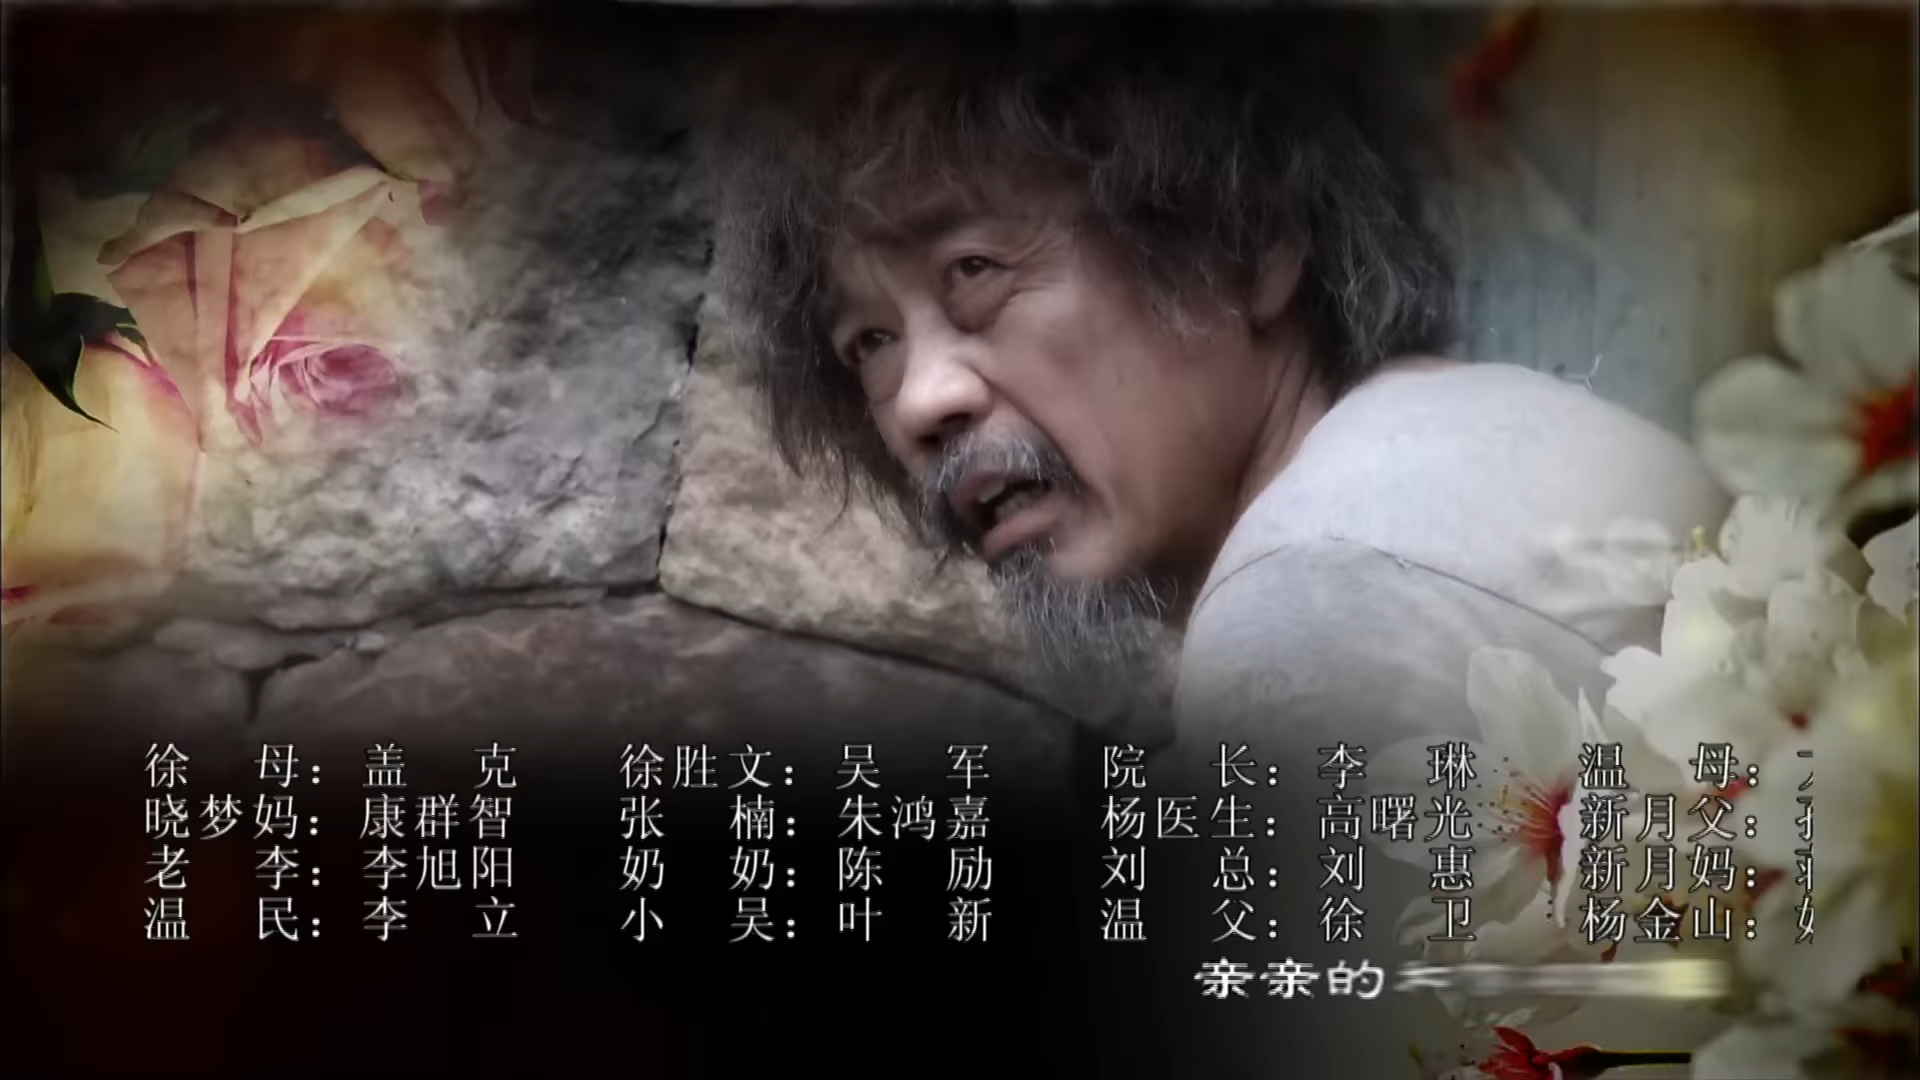 徐 母：盖 克 徐胜文：吴 军 院 长：李 琳 温 母：
晓梦妈：康群智 张 楠：朱鸿嘉 杨医生：高曙光 新月父：
老 李：李旭阳 奶 奶：陈 励 刘 总：刘 惠 新月妈：
温 民：李 立 小 吴：叶 新 温 父：徐 卫 杨金山：
亲亲的